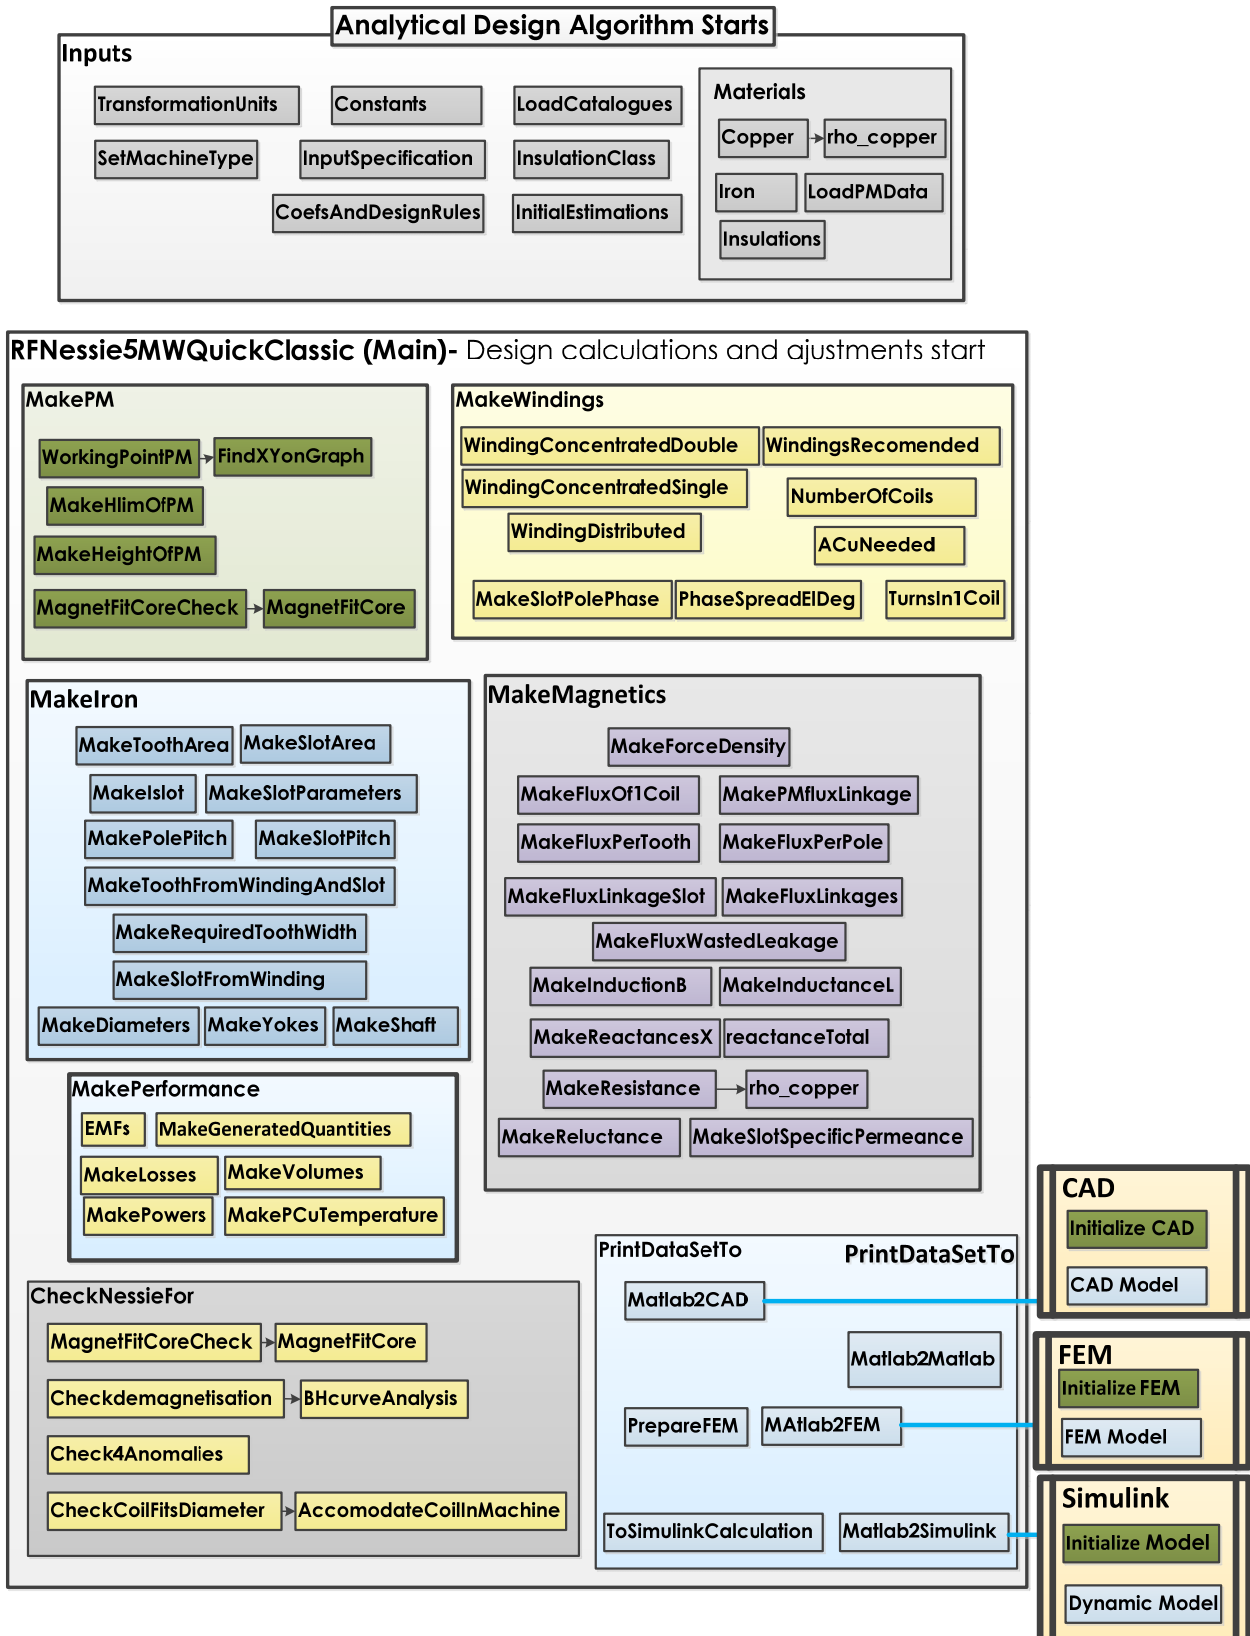 Analytical Design Algorithm Starts
Inputs
TransformationUnits
Constants
LoadCatalogues
SetMachineType
InputSpecification
InsulationClass
CoefsAndDesignRules
InitialEstimations
Materials
Copper
rho_copper
Iron
LoadPMData
Insulations
RFNessie5MWQuickClassic (Main)- Design calculations and ajustments start
MakePM
WorkingPointPM
FindXYonGraph
MakeHlimOfPM
MakeHeightOfPM
MagnetFitCoreCheck
MagnetFitCore
MakeWindings
WindingConcentratedDouble
WindingsRecomended
WindingConcentratedSingle
NumberOfCoils
WindingDistributed
ACuNeeded
MakeSlotPolePhase
PhaseSpreadElDeg
TurnsIn1Coil
MakeIron
MakeToothArea
MakeSlotArea
MakeIslot
MakeSlotParameters
MakePolePitch
MakeSlotPitch
MakeToothFromWindingAndSlot
MakeRequiredToothWidth
MakeSlotFromWinding
MakeDiameters
MakeYokes
MakeShaft
MakeMagnetics
MakeForceDensity
MakeFluxOf1Coil
MakePMfluxLinkage
MakeFluxPerTooth
MakeFluxPerPole
MakeFluxLinkageSlot
MakeFluxLinkages
MakeFluxWastedLeakage
MakeInductionB
MakeInductanceL
MakeReactancesX
reactanceTotal
MakeResistance
rho_copper
MakeReluctance
MakeSlotSpecificPermeance
MakePerformance
EMFs
MakeGeneratedQuantities
MakeLosses
MakeVolumes
MakePowers
MakePCuTemperature
CheckNessieFor
MagnetFitCoreCheck
MagnetFitCore
Checkdemagnetisation
BHcurveAnalysis
Check4Anomalies
CheckCoilFitsDiameter
AccomodateCoilInMachine
PrintDataSetTo
PrintDataSetTo
Matlab2CAD
Matlab2Matlab
PrepareFEM
MAtlab2FEM
ToSimulinkCalculation
Matlab2Simulink
CAD
Initialize CAD
CAD Model
FEM
Initialize FEM
FEM Model
Simulink
Initialize Model
Dynamic Model